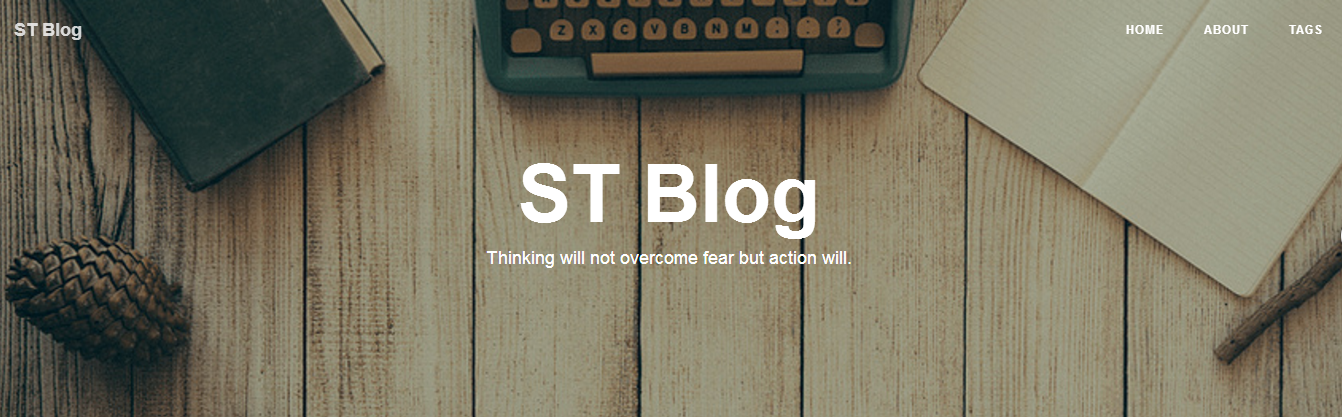 ST Blog
HOME ABOUT TAGS
Z X C V B N M
ST Blog
Thinking will not overcome fear but action will.